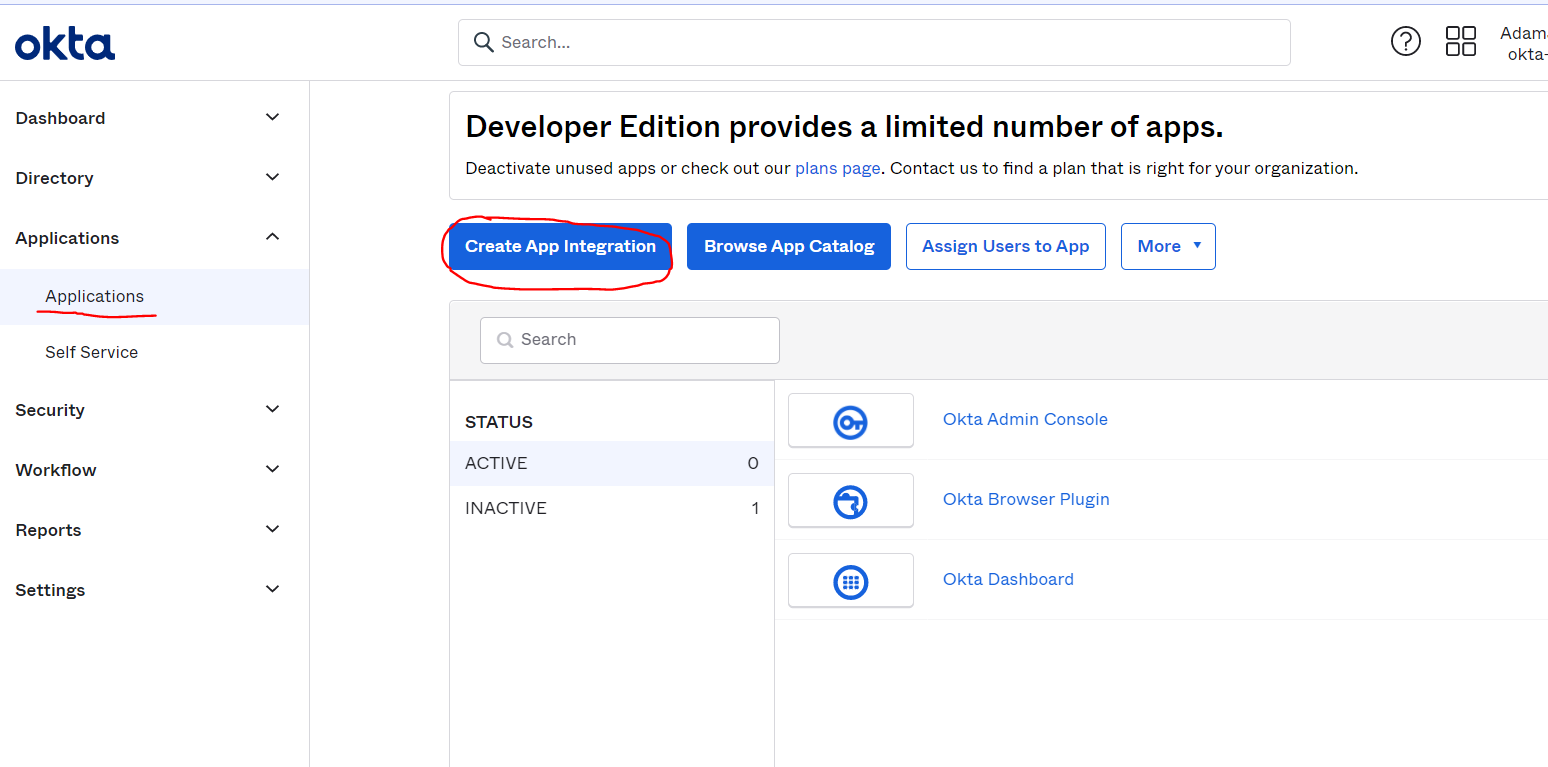 okta
Search...
Adam
okta-
Dashboard
Directory
Applications
Applications
Self Service
Security
Workflow
Reports
Settings
Developer Edition provides a limited number of apps.
Deactivate unused apps or check out our plans page. Contact us to find a plan that is right for your organization.
Create App Integration
Browse App Catalog
Assign Users to App
More
Search
STATUS
ACTIVE 0
INACTIVE 1
Okta Admin Console
Okta Browser Plugin
Okta Dashboard